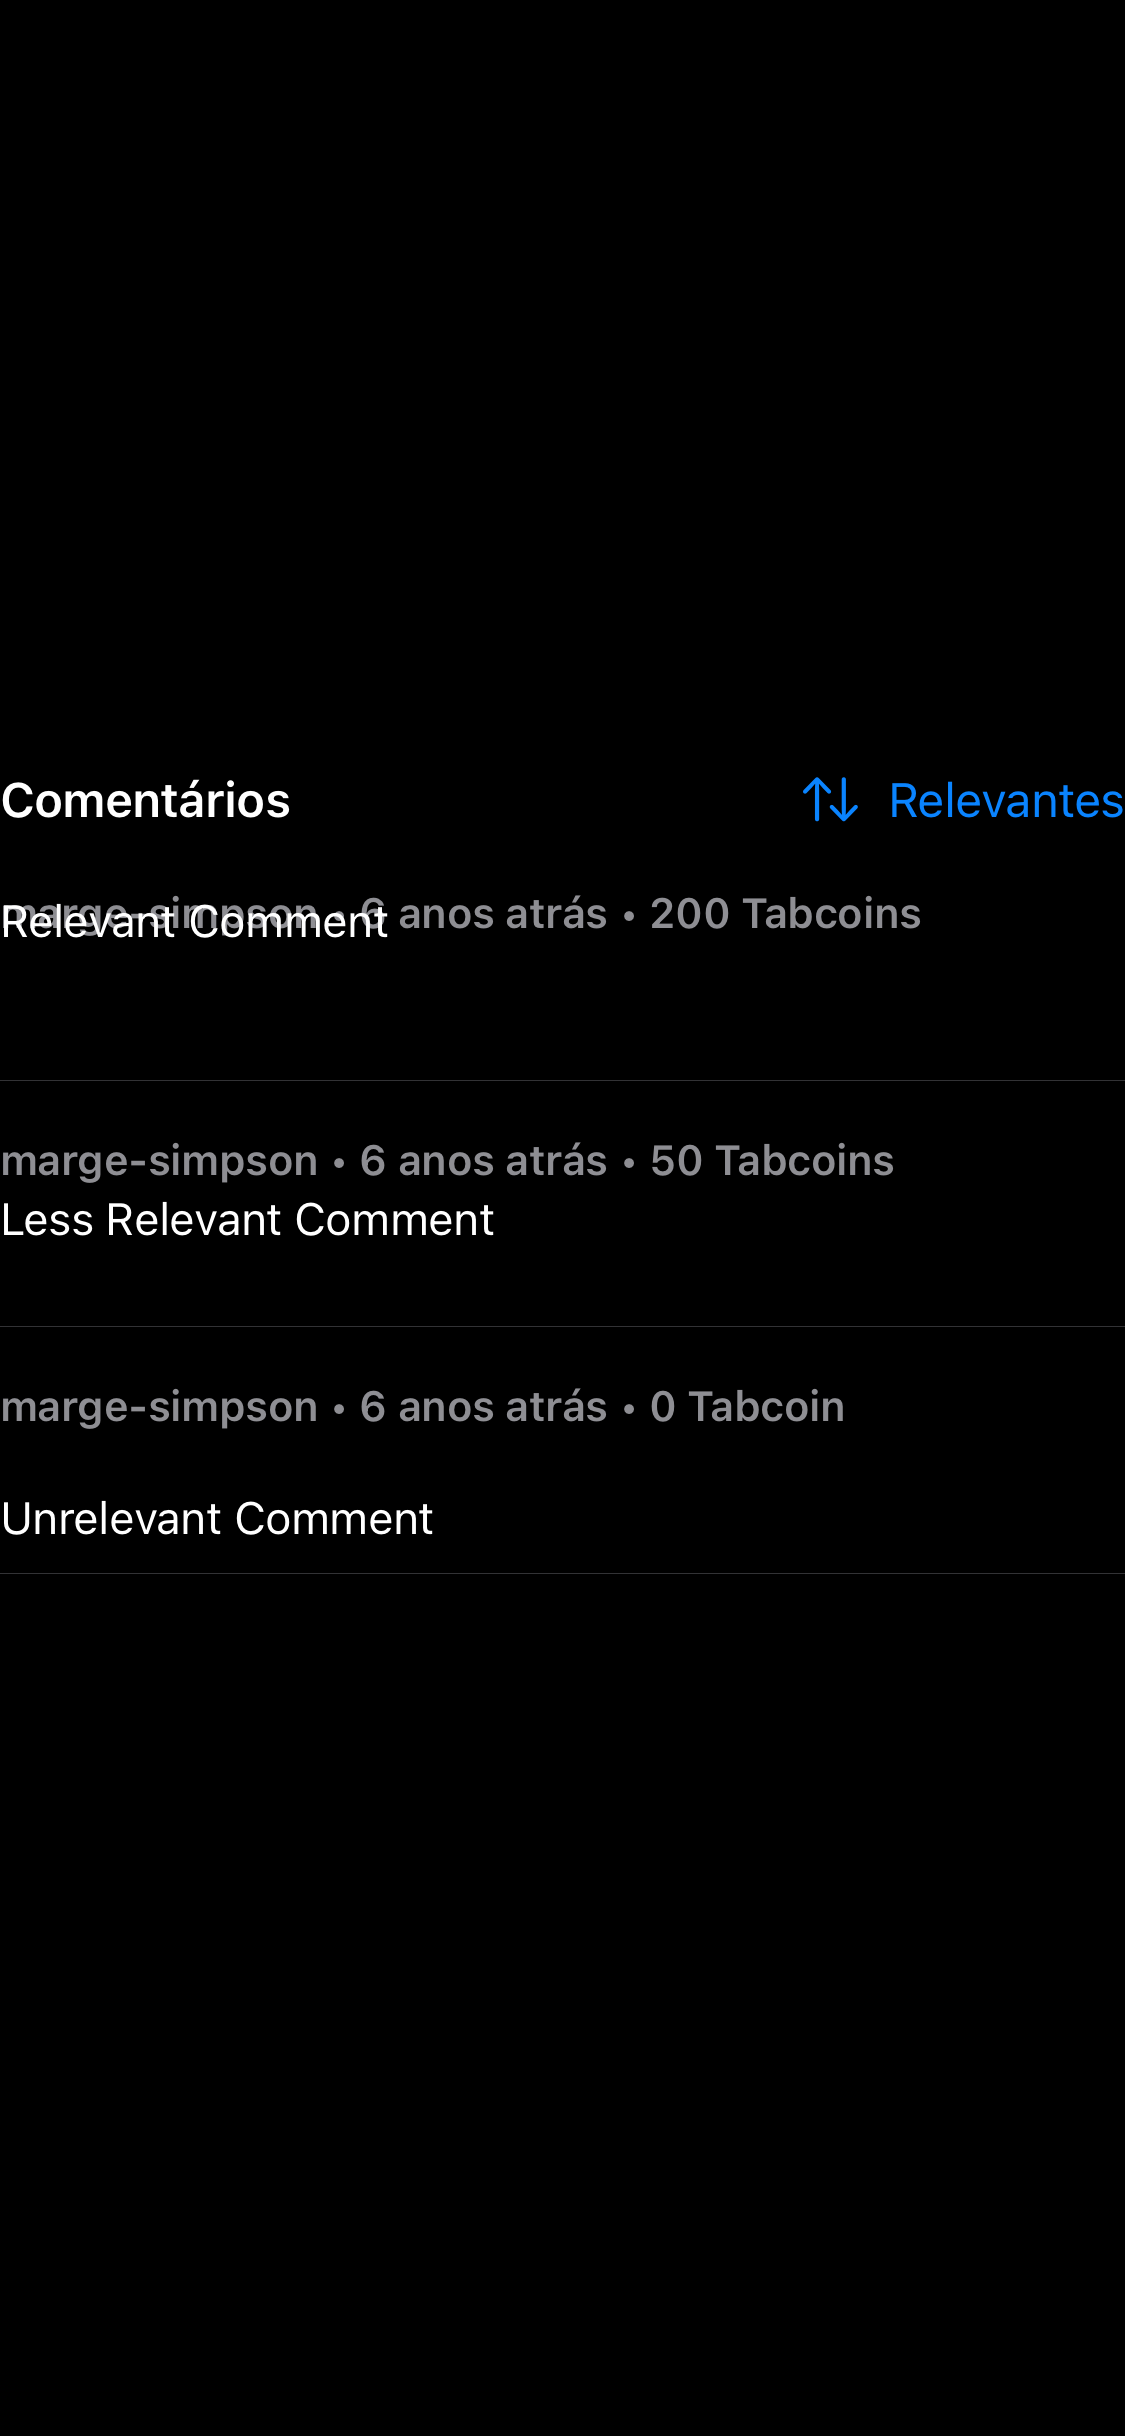 Comentários
Relevantes
marge-simpson • 6 anos atrás • 200 Tabcoins
Relevant Comment
marge-simpson • 6 anos atrás • 50 Tabcoins
Less Relevant Comment
marge-simpson • 6 anos atrás • 0 Tabcoin
Unrelevant Comment